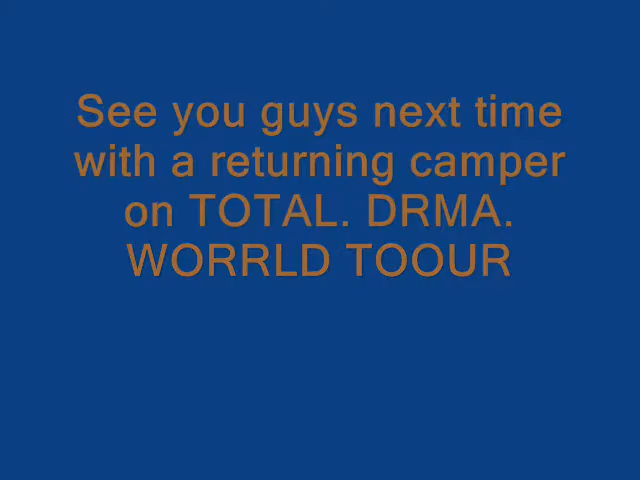 See you guys next time
with a returning camper
on TOTAL. DRMA.
WORRLD TOOUR